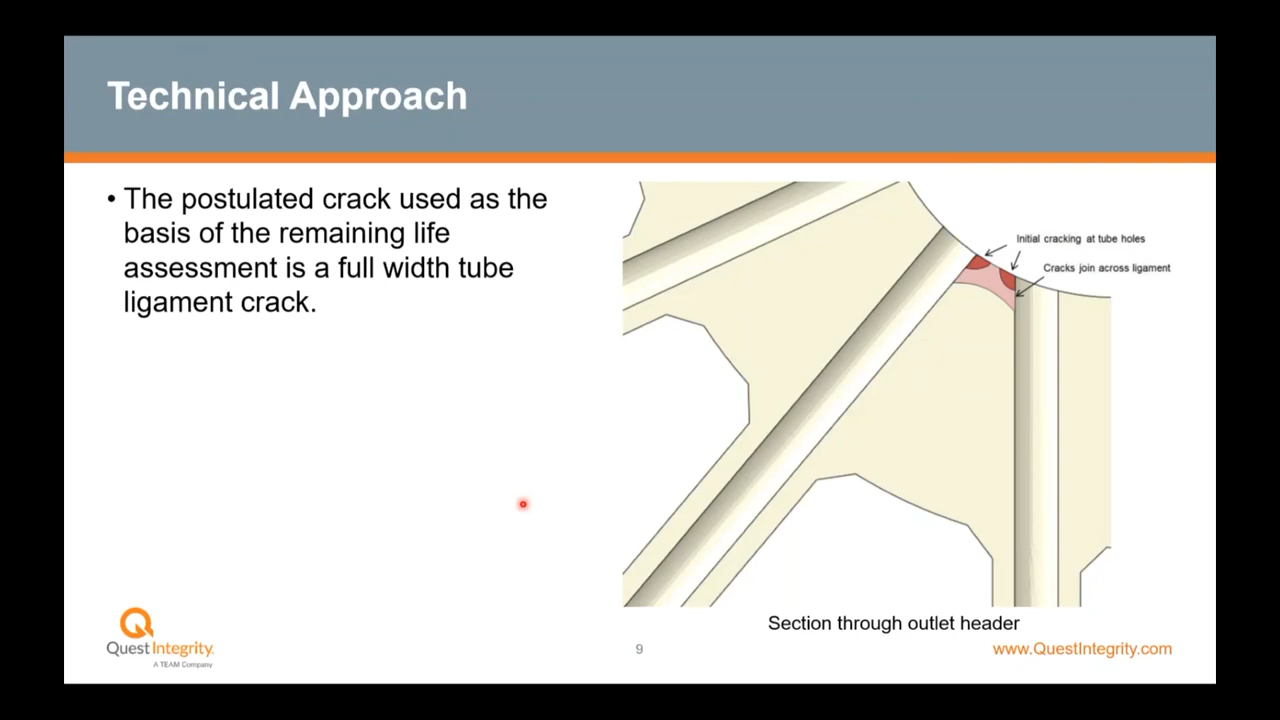 Technical Approach
• The postulated crack used as the
basis of the remaining life
assessment is a full width tube
ligament crack.
Initial cracking at tube holes
Cracks join across ligament
Section through outlet header
QuestIntegrity.
A TEAM Company
9
www.QuestIntegrity.com